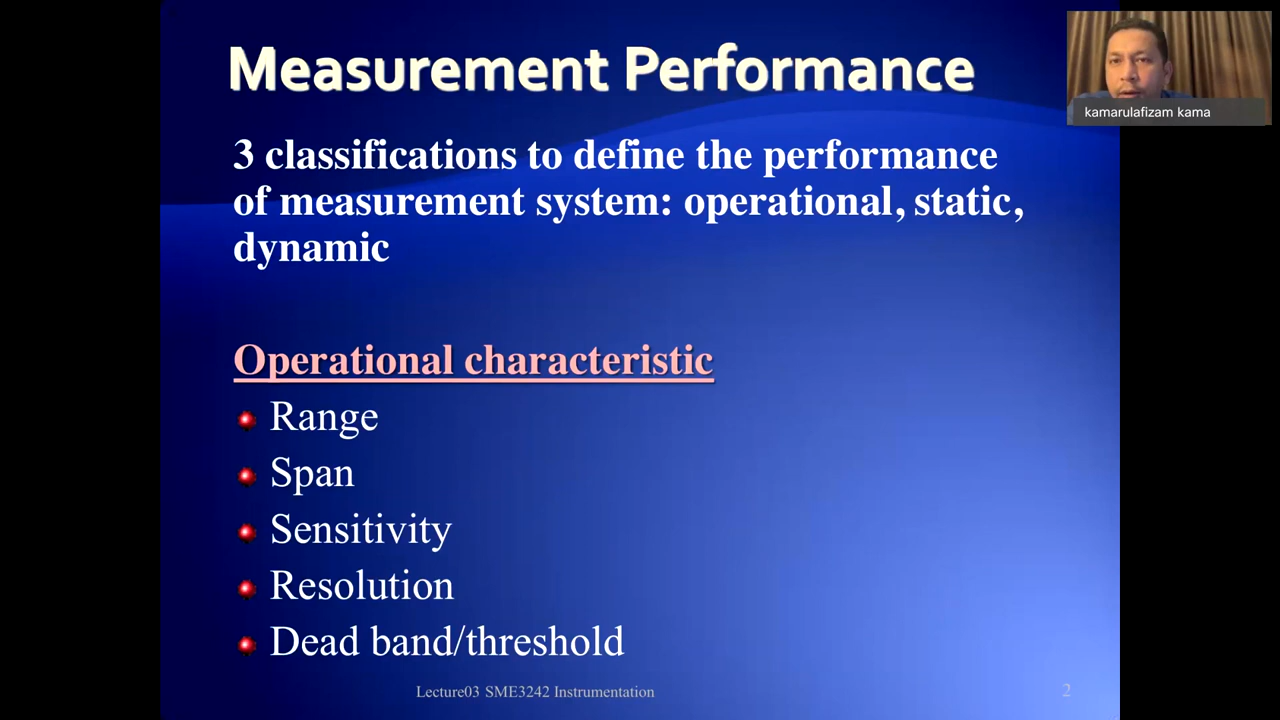 Measurement Performance
kamarulafizam kama
3 classifications to define the performance
of measurement system: operational, static,
dynamic
Operational characteristic
Range
Span
Sensitivity
Resolution
Dead band/threshold
Lecture03 SME3242 Instrumentation
2